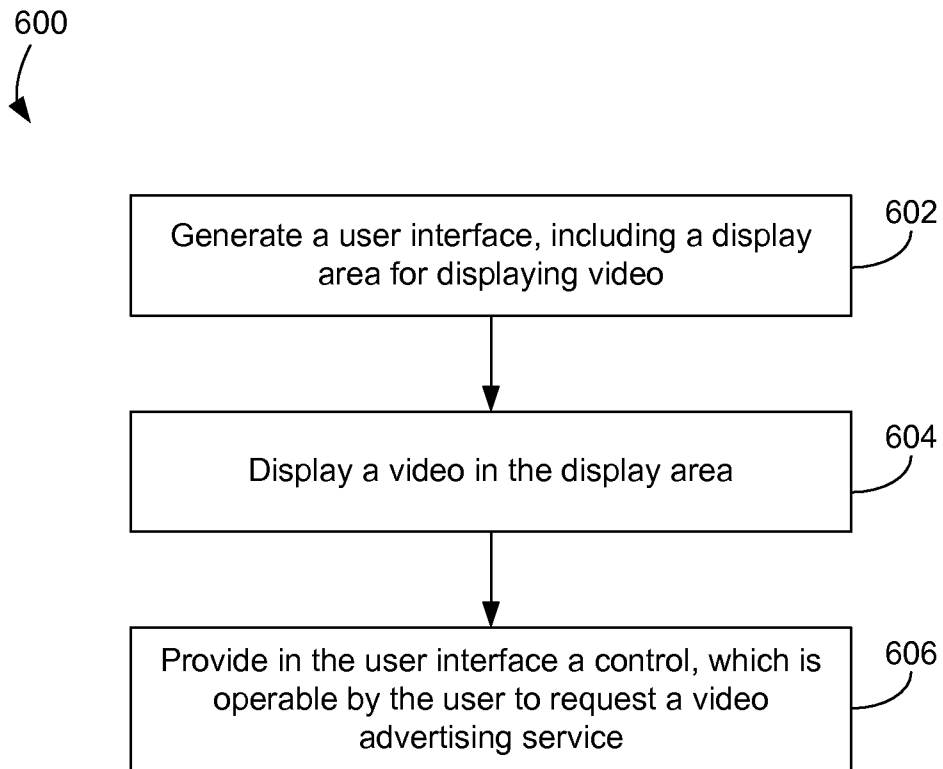 600
602
Generate a user interface, including a display
area for displaying video
604
Display a video in the display area
606
Provide in the user interface a control, which is
operable by the user to request a video
advertising service